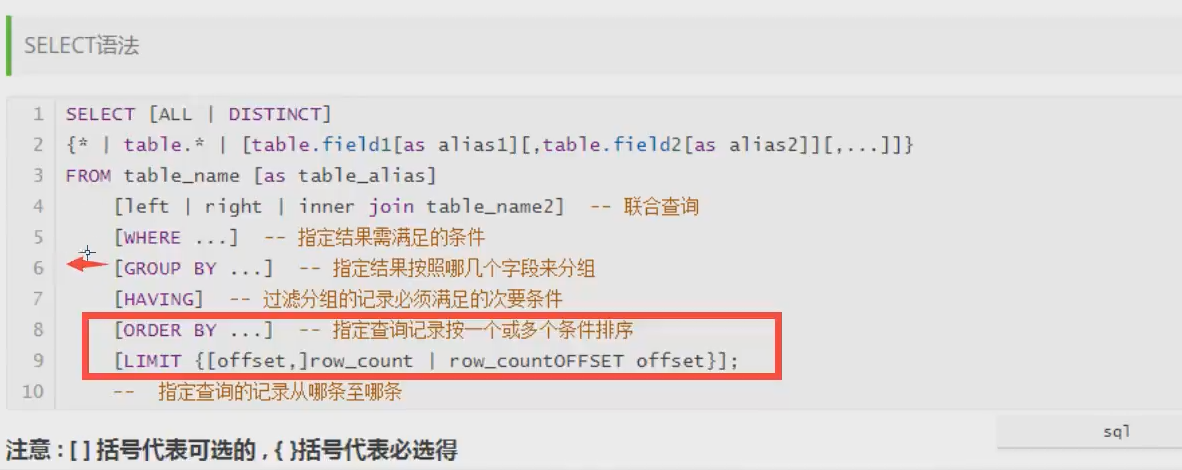 SELECT语法
1 SELECT [ALL | DISTINCT]
2 {* | table.* | [table.field1[as alias1][,table.field2[as alias2]][,...]]}
3 FROM table_name [as table_alias]
4 [left | right | inner join table_name2] -- 联合查询
5 [WHERE ...] -- 指定结果需满足的条件
6 [GROUP BY ...] -- 指定结果按照哪几个字段来分组
7 [HAVING] -- 过滤分组的记录必须满足的次要条件
8 [ORDER BY ...] -- 指定查询记录按一个或多个条件排序
9 [LIMIT {[offset,]row_count | row_countOFFSET offset}];
10 -- 指定查询的记录从哪条至哪条
sql
注意 : [ ] 括号代表可选的 , { }括号代表必选得